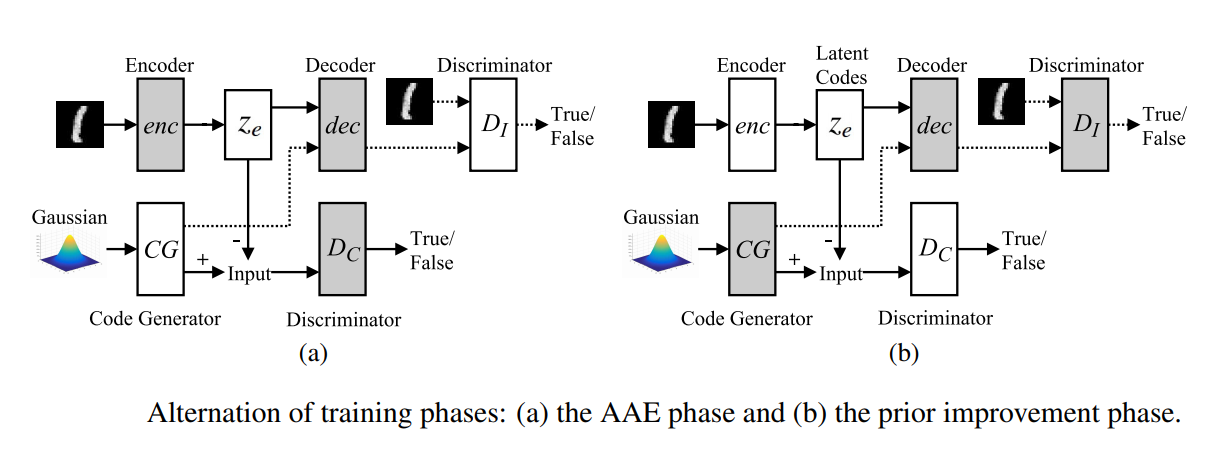 Encoder
Decoder
Discriminator
enc
z_e
dec
D_I
True/
False
Gaussian
CG
-
+
Input
D_C
True/
False
Code Generator
Discriminator
(a)
Encoder
Latent
Codes
Decoder
Discriminator
enc
z_e
dec
D_I
True/
False
Gaussian
CG
-
+
Input
D_C
True/
False
Code Generator
Discriminator
(b)
Alternation of training phases: (a) the AAE phase and (b) the prior improvement phase.